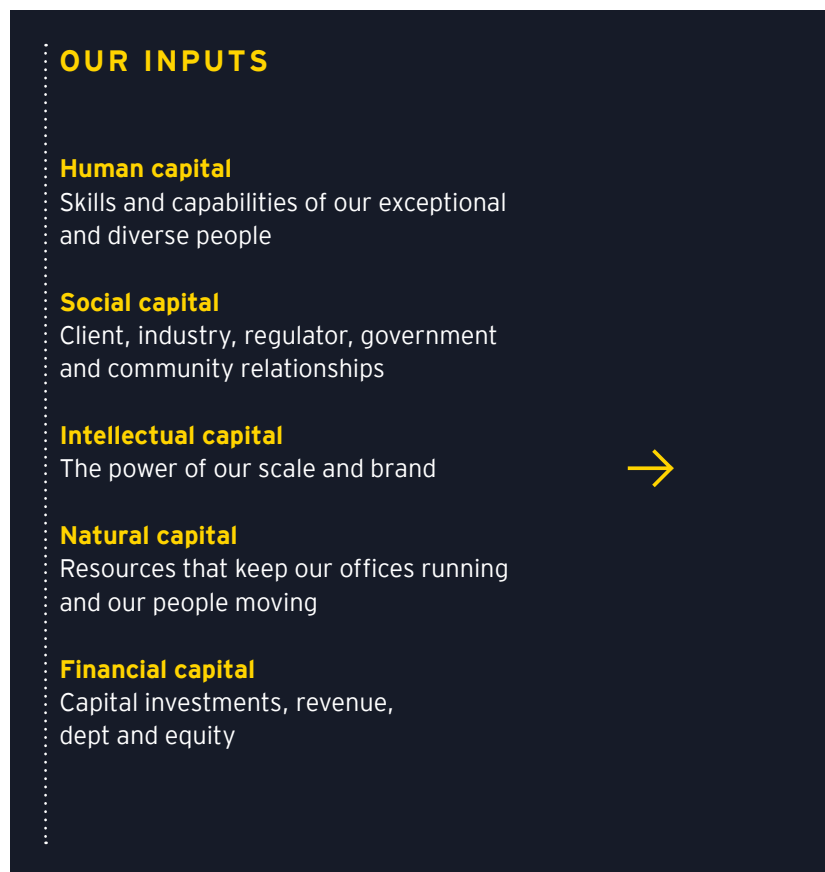 OUR INPUTS
Human capital
Skills and capabilities of our exceptional
and diverse people
Social capital
Client, industry, regulator, government
and community relationships
Intellectual capital
The power of our scale and brand
Natural capital
Resources that keep our offices running
and our people moving
Financial capital
Capital investments, revenue,
dept and equity